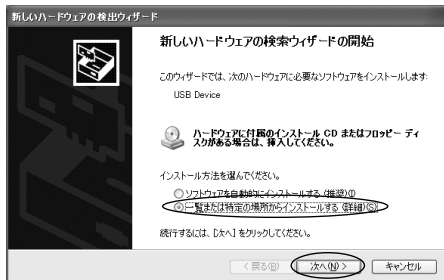 新しいハードウェアの検出ウィザード
新しいハードウェアの検索ウィザードの開始
このウィザードでは、次のハードウェアに必要なソフトウェアをインストールします:
USB Device
ハードウェアに付属のインストール CD またはフロッピー ディ
スクがある場合は、挿入してください。
インストール方法を選んでください。
ソフトウェアを自動的にインストールする (推奨)(I)
一覧または特定の場所からインストールする (詳細)(S)
続行するには、[次へ] をクリックしてください。
< 戻る(B) 次へ(N) > キャンセル